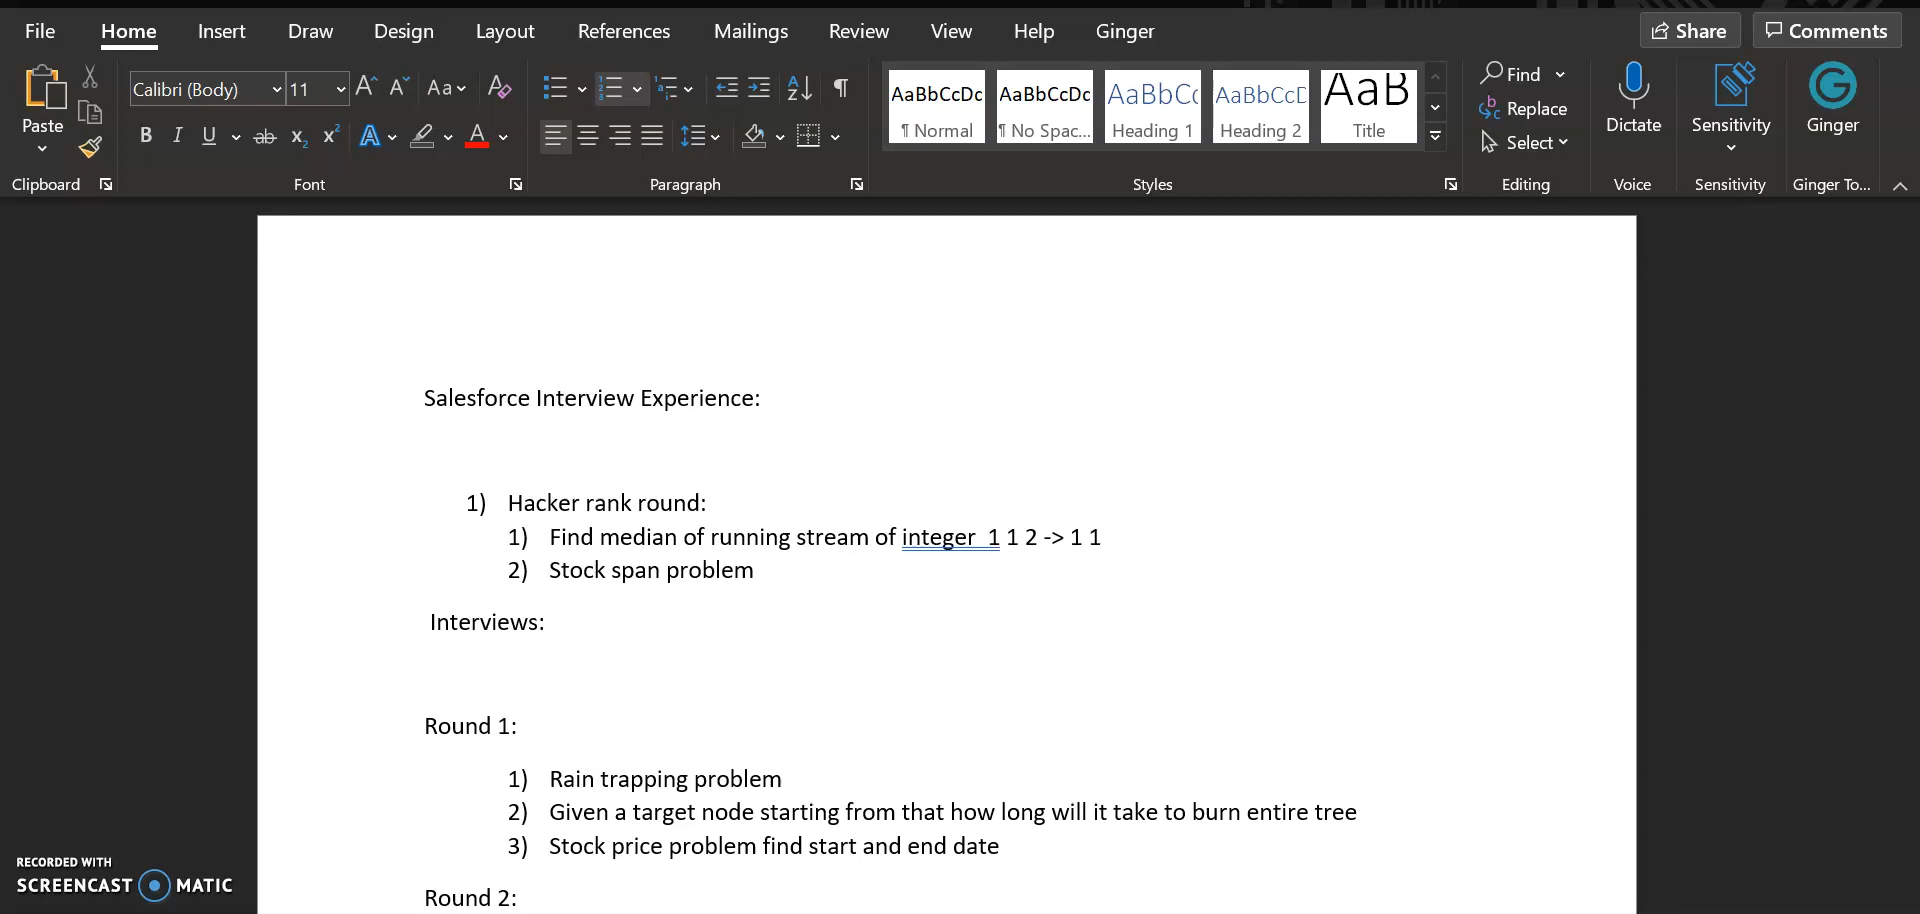 File Home Insert Draw Design Layout References Mailings Review View Help Ginger Share Comments
Paste
Clipboard
Calibri (Body) 11 A A Aa A
B I U ab x2 x2 A A
Font
Paragraph
AaBbCcDc AaBbCcDc AaBbCc AaBbCcD AaB
¶ Normal ¶ No Spac... Heading 1 Heading 2 Title
Styles
Find
Replace
Select
Editing
Dictate
Voice
Sensitivity
Sensitivity
Ginger
Ginger To...
Salesforce Interview Experience:
1) Hacker rank round:
1) Find median of running stream of integer 1 1 2 -> 1 1
2) Stock span problem
Interviews:
Round 1:
1) Rain trapping problem
2) Given a target node starting from that how long will it take to burn entire tree
3) Stock price problem find start and end date
Round 2:
RECORDED WITH
SCREENCAST MATIC